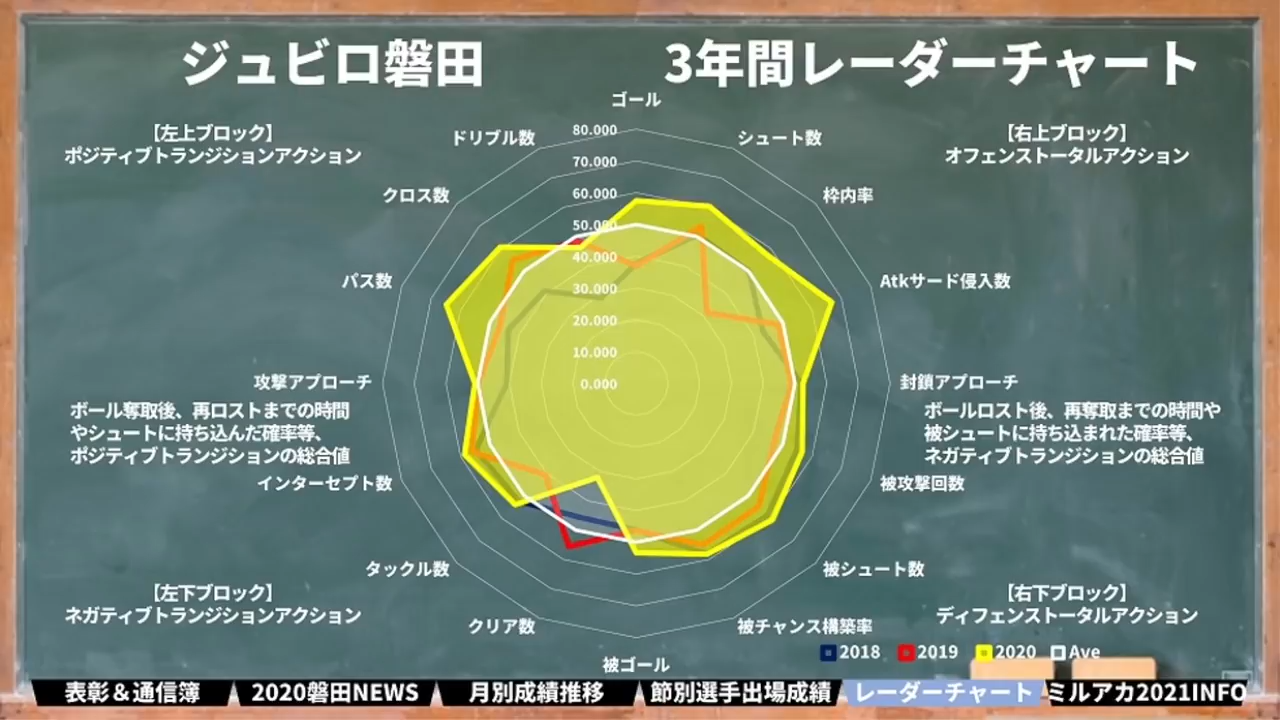 ジュビロ磐田
3年間レーダーチャート
ゴール
【左上ブロック】
ポジティブトランジションアクション
【右上ブロック】
オフェンストータルアクション
ドリブル数
シュート数
クロス数
枠内率
パス数
Atkサード侵入数
攻撃アプローチ
封鎖アプローチ
80.000
70.000
60.000
50.000
40.000
30.000
20.000
10.000
0.000
ボール奪取後、再ロストまでの時間
やシュートに持ち込んだ確率等、
ポジティブトランジションの総合値
ボールロスト後、再奪取までの時間や
被シュートに持ち込まれた確率等、
ネガティブトランジションの総合値
インターセプト数
被攻撃回数
タックル数
被シュート数
【左下ブロック】
ネガティブトランジションアクション
【右下ブロック】
ディフェンストータルアクション
クリア数
被チャンス構築率
被ゴール
2018 2019 2020 Ave
表彰＆通信簿 2020磐田NEWS 月別成績推移 節別選手出場成績 レーダーチャート ミルアカ2021INFO